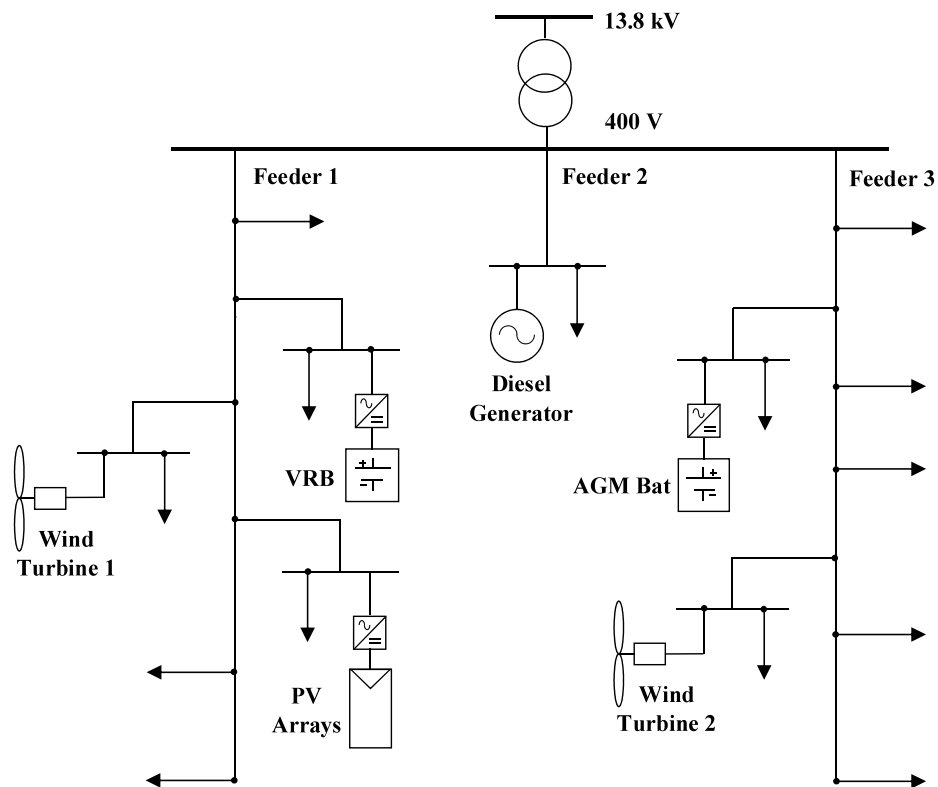 13.8 kV
400 V
Feeder 1
Feeder 2
Feeder 3
Diesel
Generator
VRB
AGM Bat
Wind
Turbine 1
PV
Arrays
Wind
Turbine 2